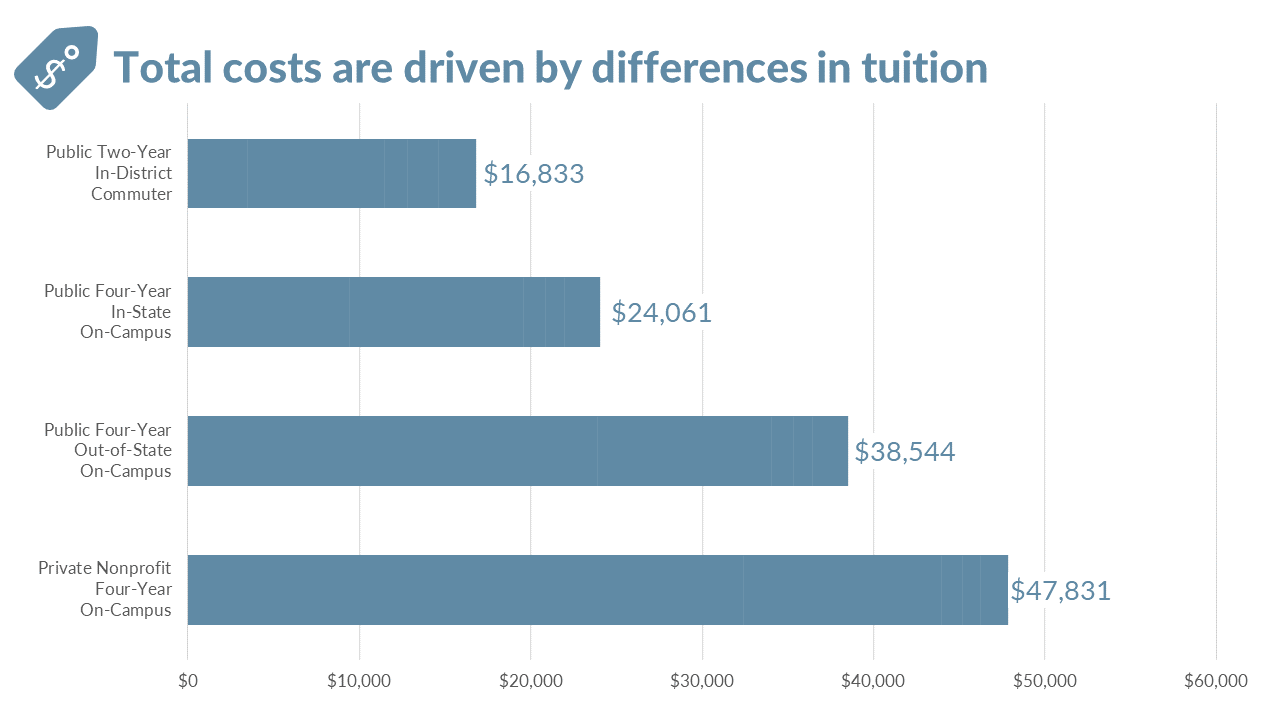 Total costs are driven by differences in tuition
Public Two-Year
In-District
Commuter
$16,833
Public Four-Year
In-State
On-Campus
$24,061
Public Four-Year
Out-of-State
On-Campus
$38,544
Private Nonprofit
Four-Year
On-Campus
$47,831
$0 $10,000 $20,000 $30,000 $40,000 $50,000 $60,000